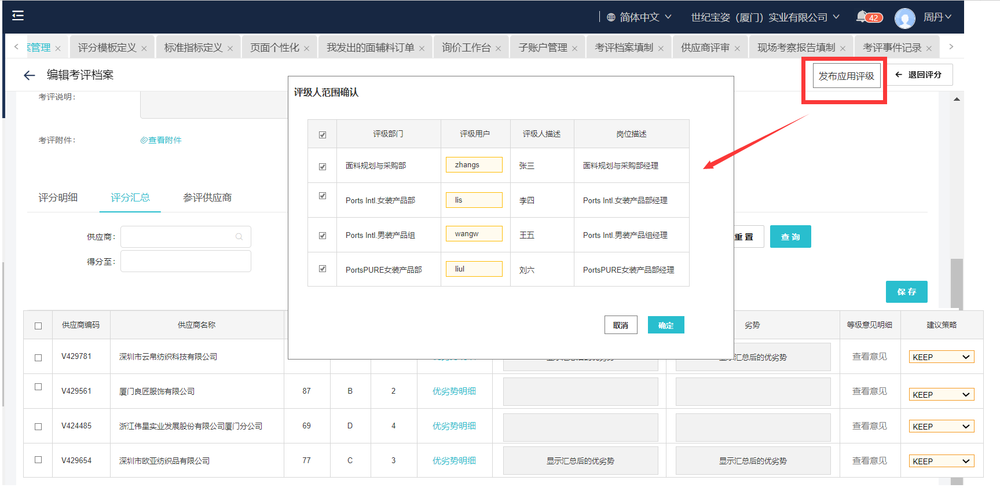 简体中文 世纪宝姿（厦门）实业有限公司 42 周丹
案管理 × 评分模板定义 × 标准指标定义 × 页面个性化 × 我发出的面辅料订单 × 询价工作台 × 子账户管理 × 考评档案填制 × 供应商评审 × 现场考察报告填制 × 考评事件记录 ×
编辑考评档案 发布应用评级 退回评分
考评说明:
考评附件: 查看附件
评分明细 评分汇总 参评供应商
供应商:
得分至:
重 置 查 询
保 存
评级人范围确认
评级部门 评级用户 评级人描述 岗位描述
面料规划与采购部 zhangs 张三 面料规划与采购部经理
Ports Intl.女装产品部 lis 李四 Ports Intl.女装产品部经理
Ports Intl.男装产品组 wangw 王五 Ports Intl.男装产品组经理
PortsPURE女装产品部 liul 刘六 PortsPURE女装产品部经理
取消 确定
供应商编码 供应商名称 劣势 等级意见明细 建议策略
V429781 深圳市云帛纺织科技有限公司 显示汇总后的优劣势 显示汇总后的优劣势 查看意见 KEEP
V429561 厦门良匠服饰有限公司 87 B 2 优劣势明细 查看意见 KEEP
V424485 浙江伟星实业发展股份有限公司厦门分公司 69 D 4 优劣势明细 查看意见 KEEP
V429654 深圳市欧亚纺织品有限公司 77 C 3 优劣势明细 显示汇总后的优劣势 显示汇总后的优劣势 查看意见 KEEP